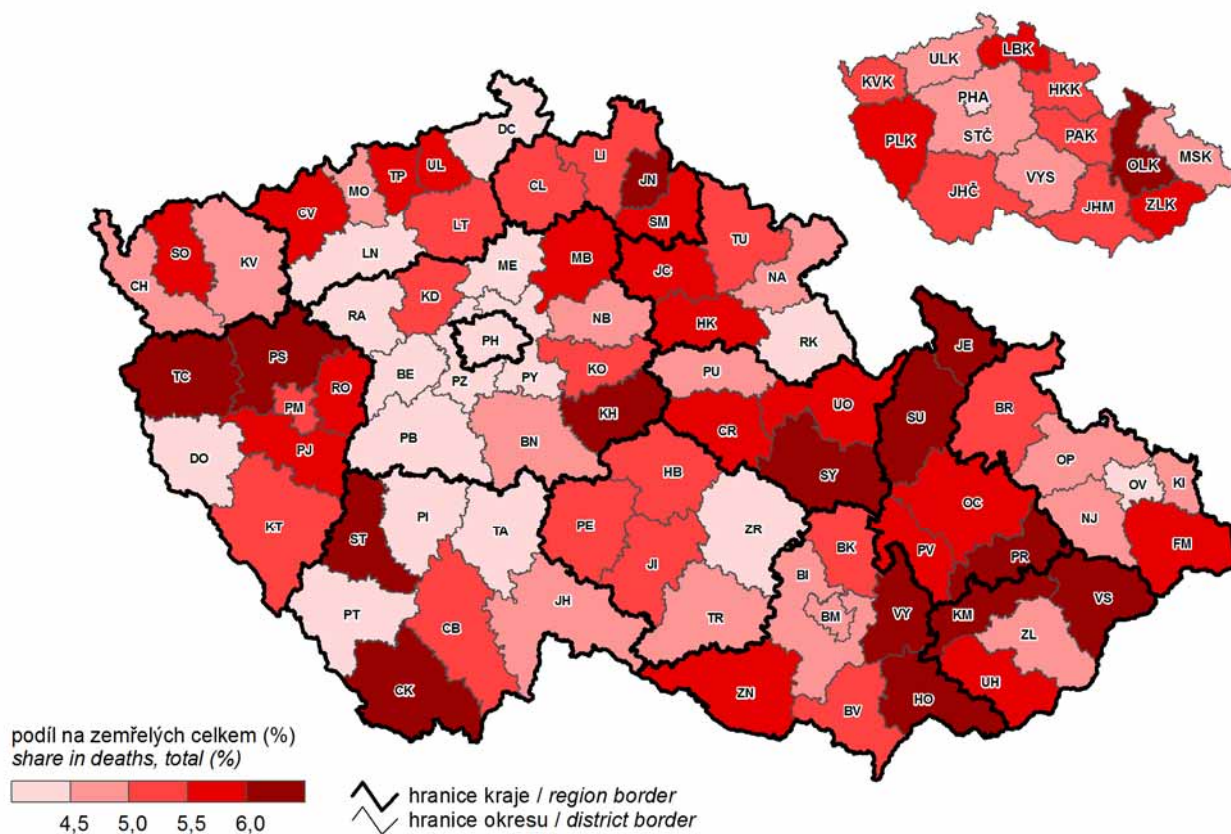 LBK
ULK
KVK
HKK
PHA
STČ
PAK
PLK
MSK
OLK
VYS
JHČ
JHM
ZLK
DC
LI
UL
TP
JN
MO
CL
CV
SM
LT
TU
SO
LN
KV
ME
MB
JC
NA
CH
KD
RA
NB
HK
PH
RK
JE
PS
TC
RO
BE
PZ
PY
KO
PU
PM
UO
SU
BR
KH
PJ
PB
BN
CR
DO
OP
HB
SY
OV
KI
OC
PI
TA
ZR
KT
ST
PE
NJ
BK
PV
FM
PR
JI
BI
VS
JH
PT
TR
BM
VY
KM
CB
ZL
CK
ZN
HO
UH
BV
podíl na zemřelých celkem (%)
share in deaths, total (%)
4,5 5,0 5,5 6,0
hranice kraje / region border
hranice okresu / district border